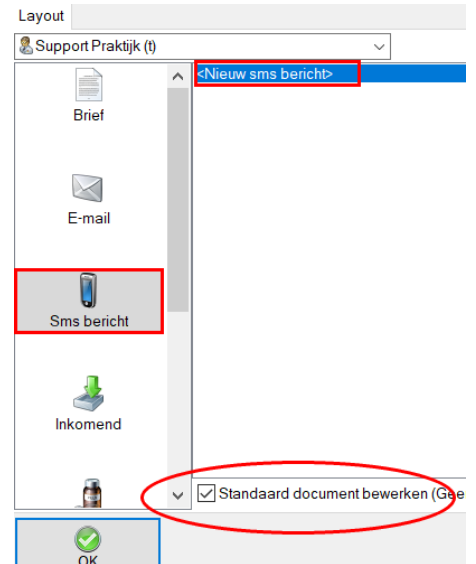 Layout
Support Praktijk (t)
<Nieuw sms bericht>
Brief
E-mail
Sms bericht
Inkomend
Standaard document bewerken (Gee
OK